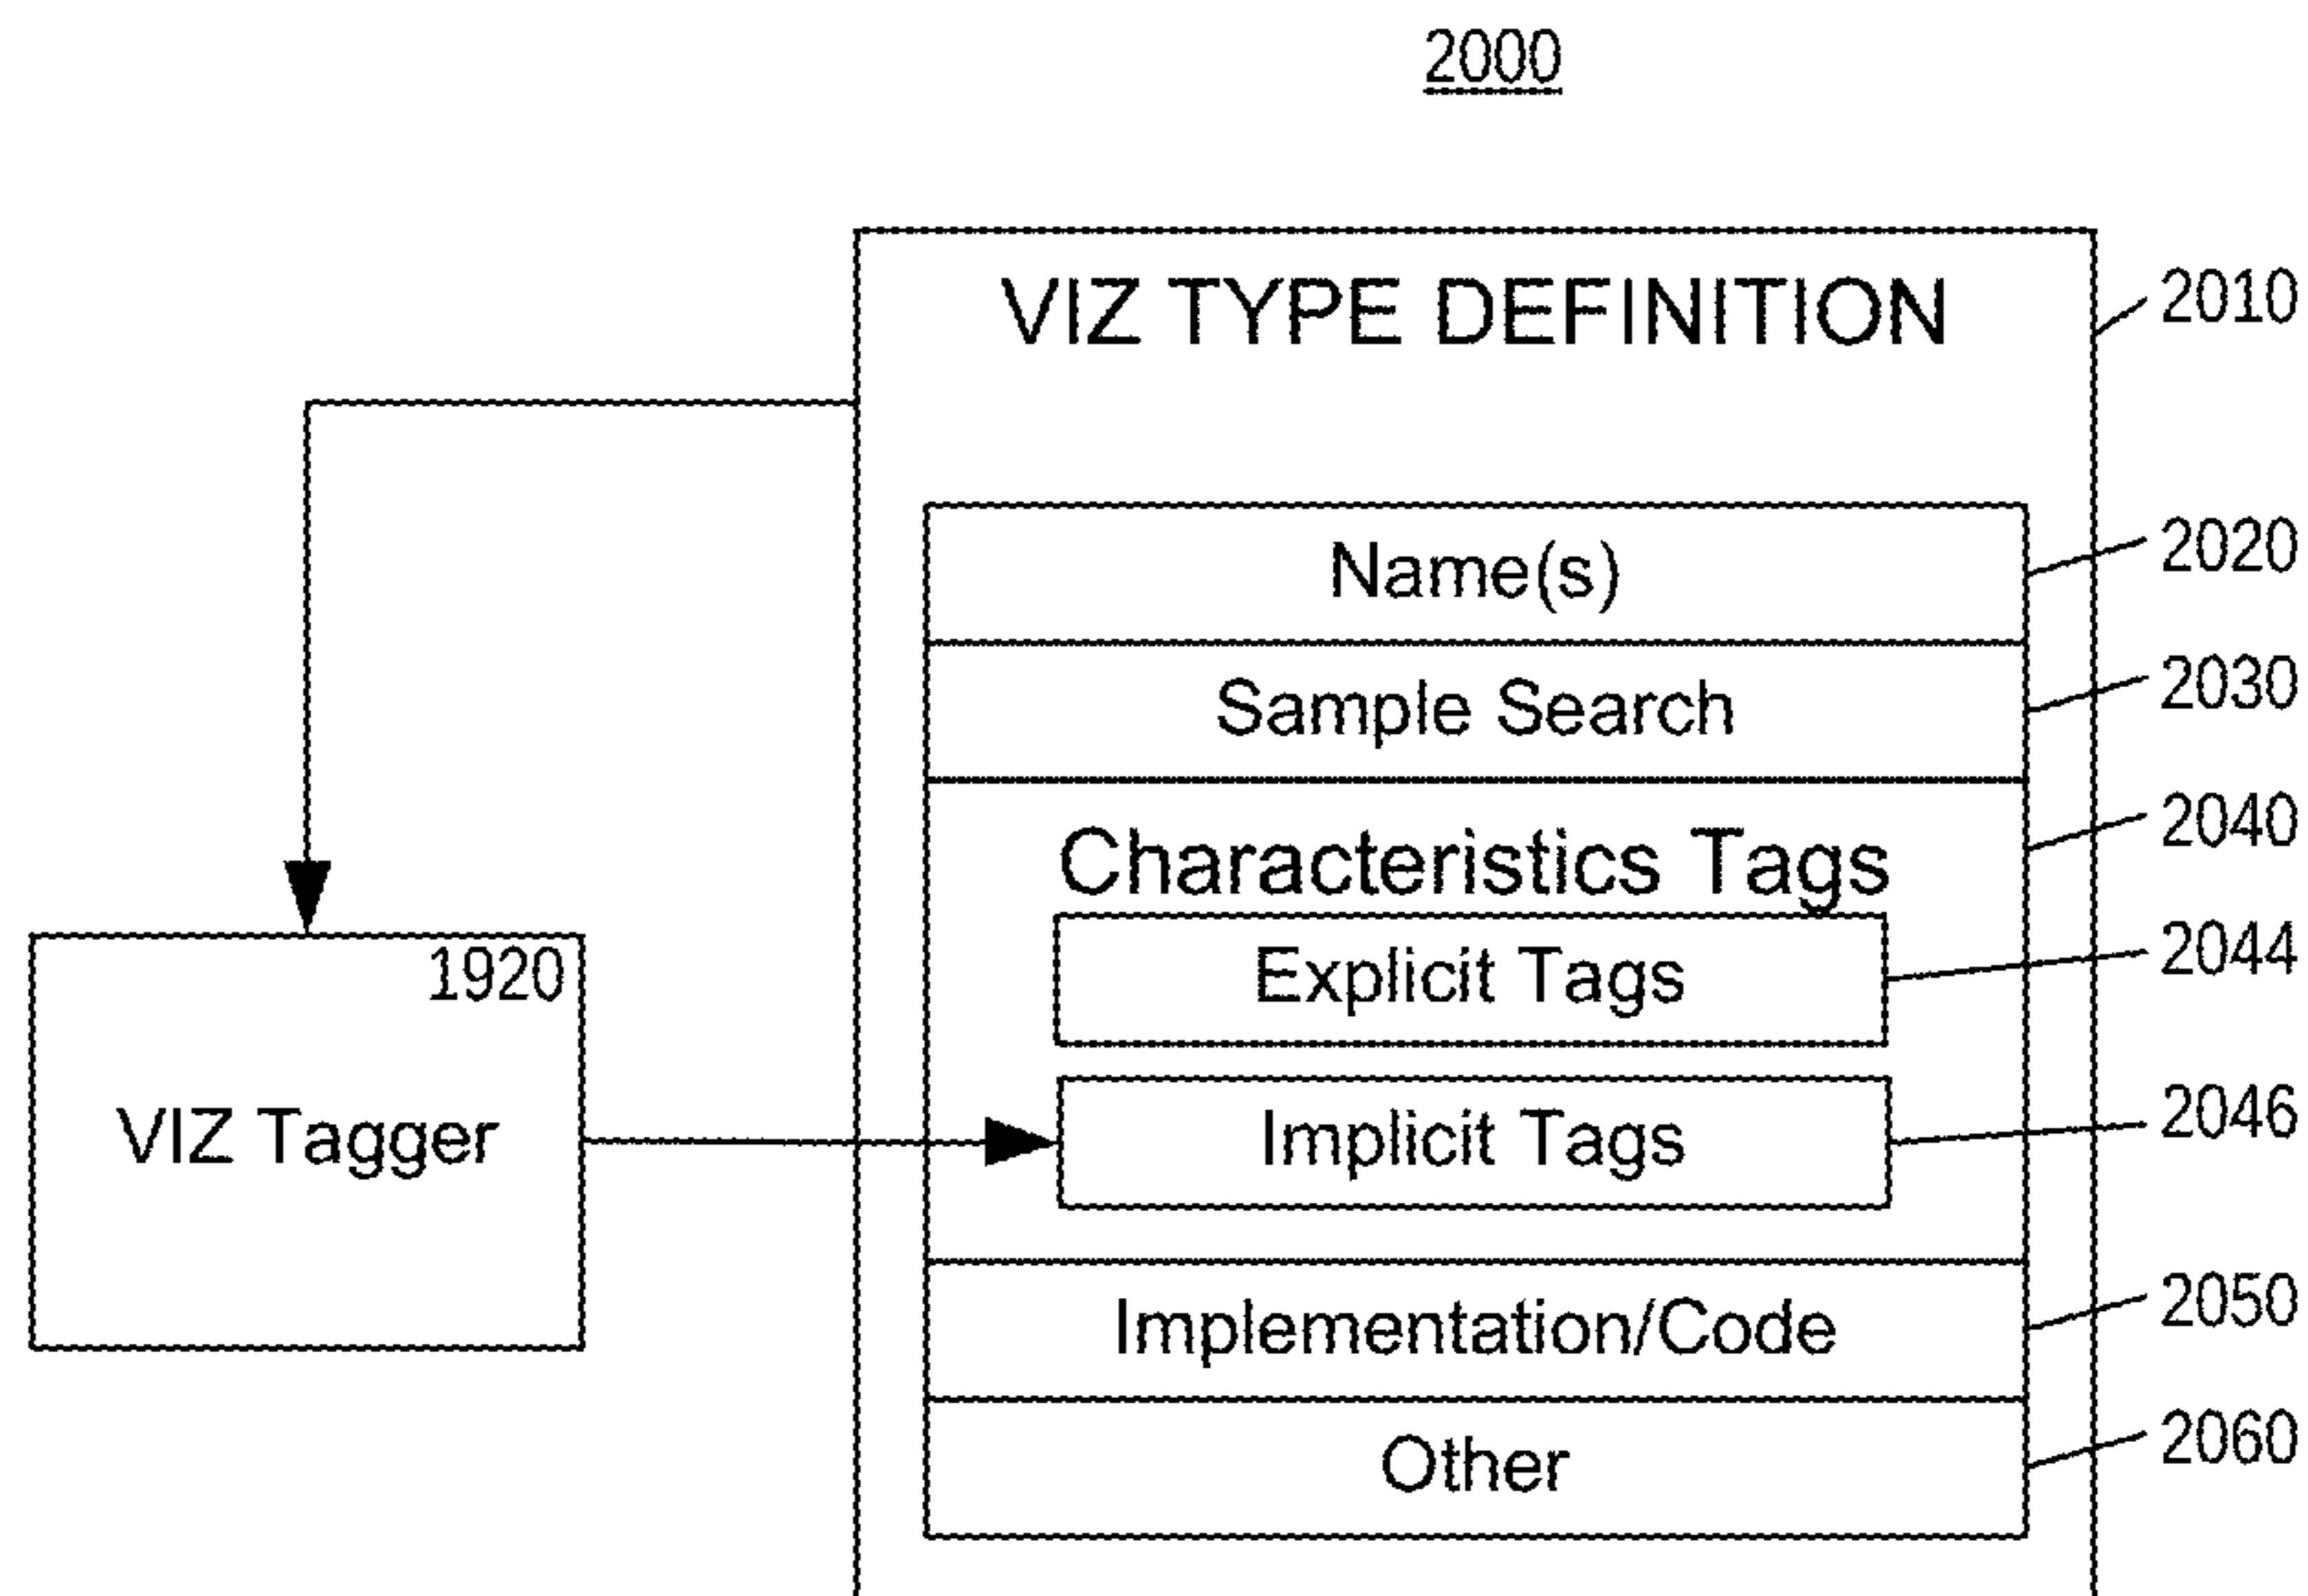 2000
VIZ TYPE DEFINITION
2010
Name(s)
2020
Sample Search
2030
Characteristics Tags
2040
Explicit Tags
2044
1920
VIZ Tagger
Implicit Tags
2046
Implementation/Code
2050
Other
2060